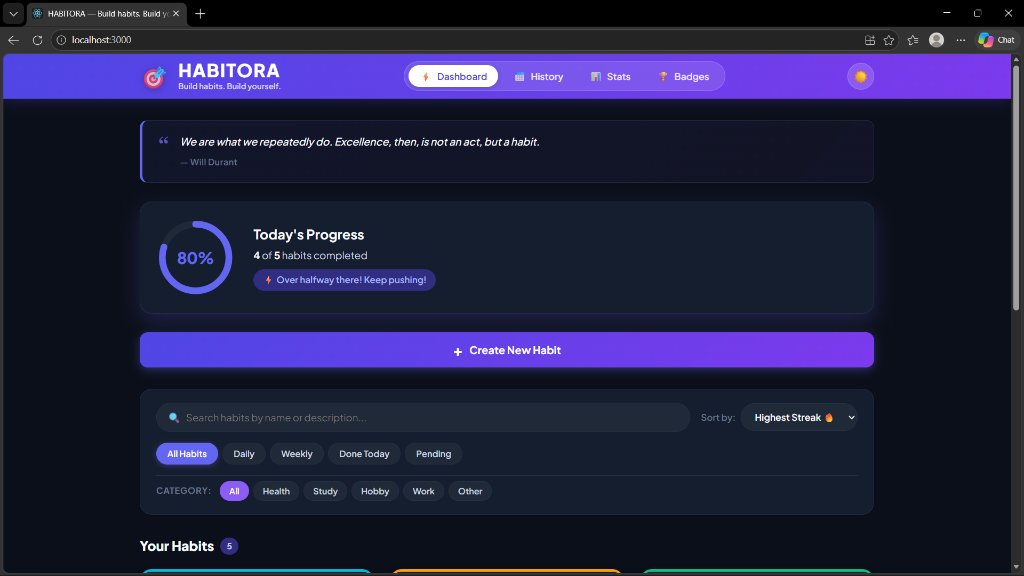 HABITORA — Build habits. Build y
localhost:3000
Chat
HABITORA
Build habits. Build yourself.
Dashboard
History
Stats
Badges
“ We are what we repeatedly do. Excellence, then, is not an act, but a habit.
— Will Durant
80%
Today's Progress
4 of 5 habits completed
Over halfway there! Keep pushing!
+ Create New Habit
Search habits by name or description...
Sort by:
Highest Streak
All Habits
Daily
Weekly
Done Today
Pending
CATEGORY:
All
Health
Study
Hobby
Work
Other
Your Habits 5